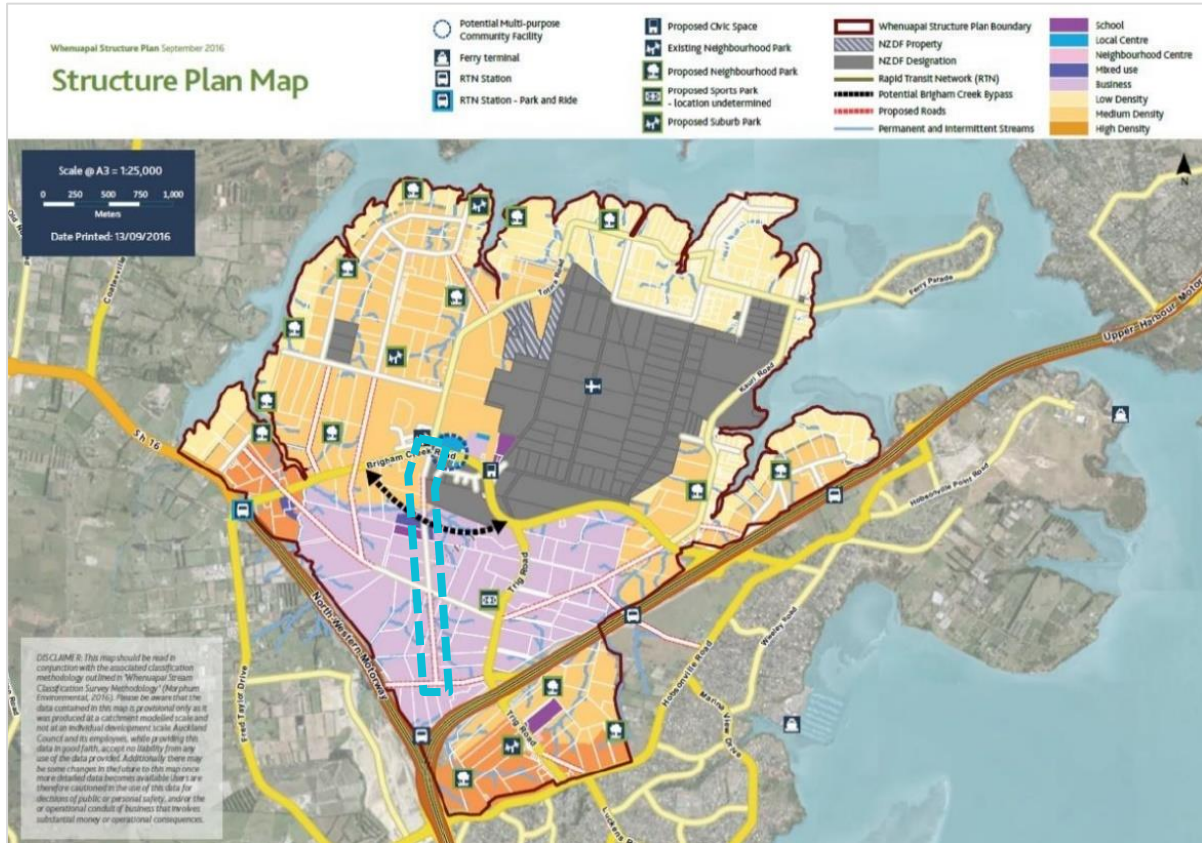 Whenuapai Structure Plan September 2016
Structure Plan Map
Potential Multi-purpose
Community Facility
Ferry terminal
RTN Station
RTN Station - Park and Ride
Proposed Civic Space
Existing Neighbourhood Park
Proposed Neighbourhood Park
Proposed Sports Park
- location undetermined
Proposed Suburb Park
Whenuapai Structure Plan Boundary
NZDF Property
NZDF Designation
Rapid Transit Network (RTN)
Potential Brigham Creek Bypass
Proposed Roads
Permanent and Intermittent Streams
School
Local Centre
Neighbourhood Centre
Mixed use
Business
Low Density
Medium Density
High Density
Scale @ A3 = 1:25,000
0 250 500 750 1,000
Meters
Date Printed: 13/09/2016
N
Totara Road
Ferry Parade
Upper Harbour Motorw
Kauri Road
Sh 16
Brigham Creek Road
Hobsonville Point Road
Trig Road
North-Western Motorway
Wiseley Road
Hobsonville Road
Marina View Drive
Fred Taylor Drive
Trig Road
Luckens R
DISCLAIMER: This map should be read in
conjunction with the associated classification
methodology outlined in 'Whenuapai Stream
Classification Survey Methodology' (Morphum
Environmental, 2016). Please be aware that the
data contained in this map is provisional only as it
was produced at a catchment modelled scale and
not at an individual development scale. Auckland
Council and its employees, while providing this
data in good faith, accept no liability from any
use of the data provided. Additionally there may
be some changes in the future to this map once
more detailed data becomes available. Users are
therefore cautioned in the use of this data for
decisions of public or personal safety, and/or the
or operational conduct of business that involves
substantial money or operational consequences.